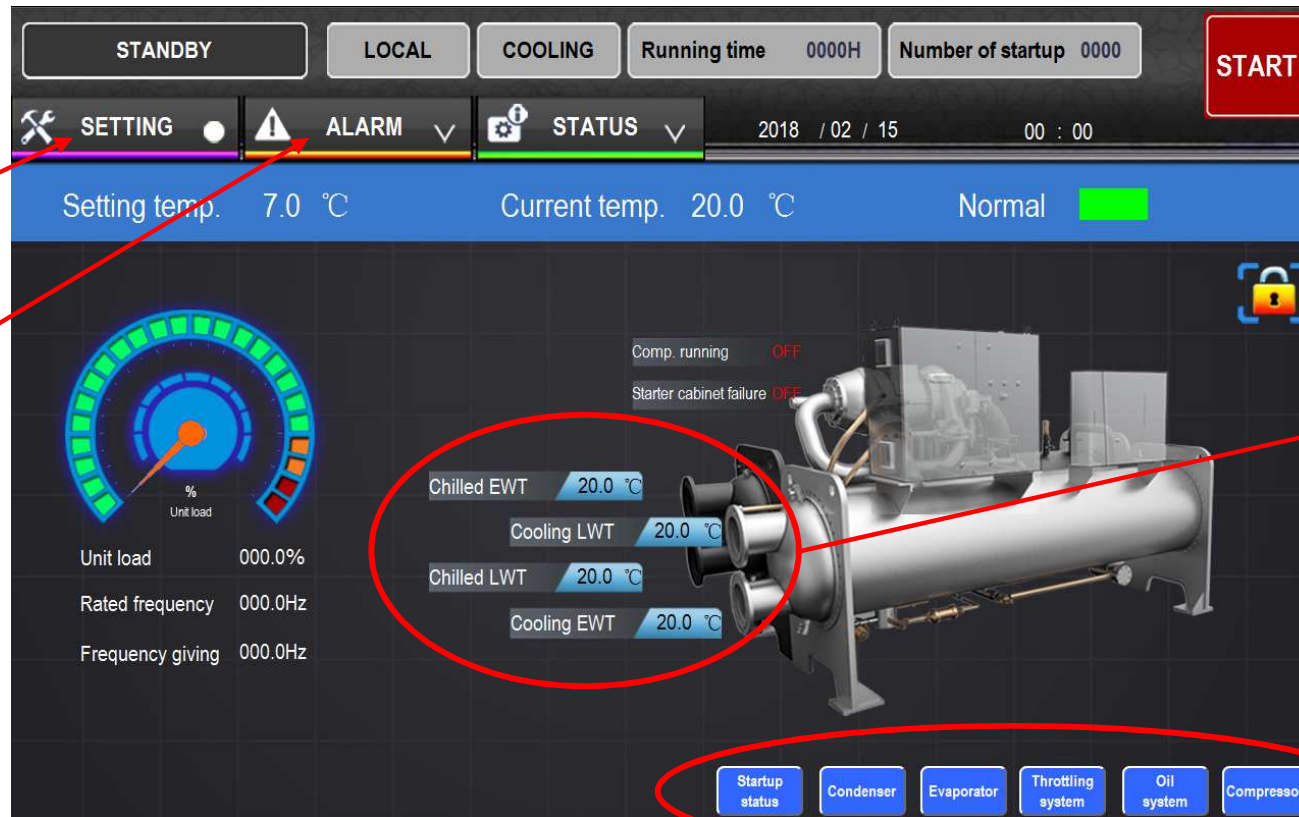 STANDBY LOCAL COOLING Running time 0000H Number of startup 0000 START
SETTING ALARM STATUS 2018 / 02 / 15 00 : 00
Setting temp. 7.0 ℃ Current temp. 20.0 ℃ Normal
Comp. running OFF
Starter cabinet failure OFF
Chilled EWT 20.0 ℃
Cooling LWT 20.0 ℃
Chilled LWT 20.0 ℃
Cooling EWT 20.0 ℃
%
Unit load
Unit load 000.0%
Rated frequency 000.0Hz
Frequency giving 000.0Hz
Startup status
Condenser
Evaporator
Throttling system
Oil system
Compresso